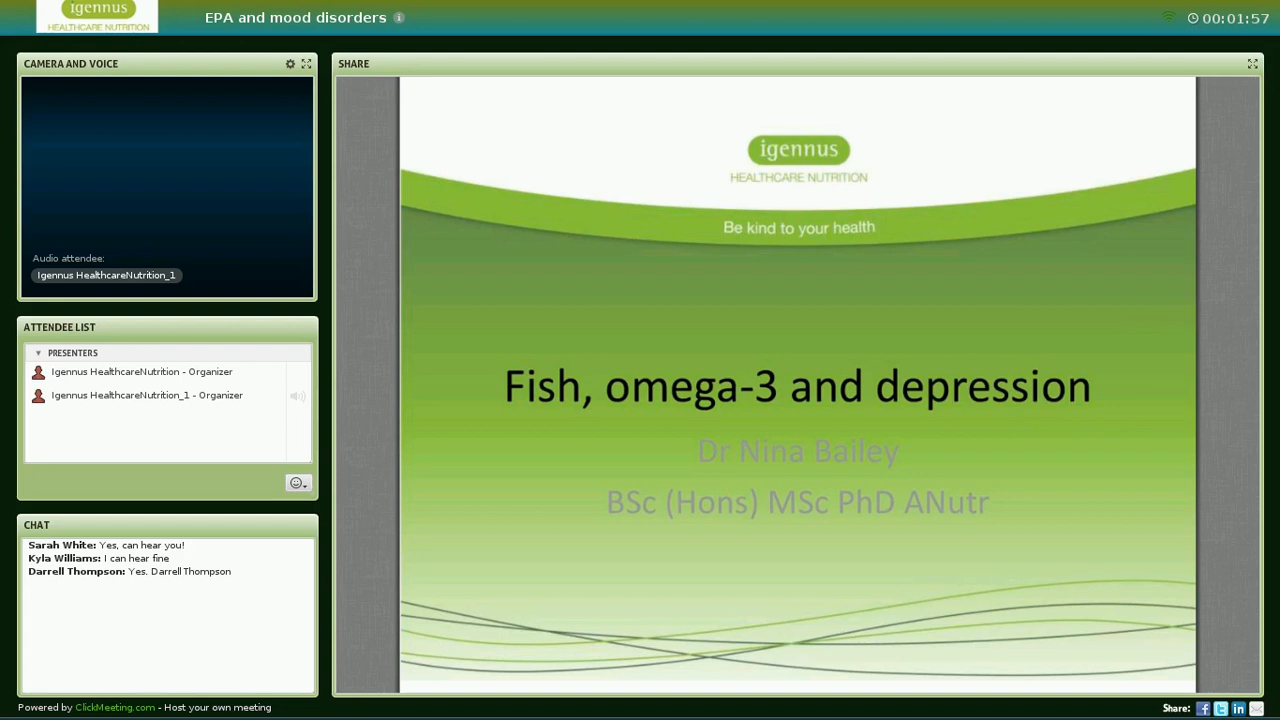 igennus
HEALTHCARE NUTRITION
EPA and mood disorders
00:01:57
CAMERA AND VOICE
Audio attendee:
Igennus HealthcareNutrition_1
ATTENDEE LIST
PRESENTERS
Igennus HealthcareNutrition - Organizer
Igennus HealthcareNutrition_1 - Organizer
CHAT
Sarah White: Yes, can hear you!
Kyla Williams: I can hear fine
Darrell Thompson: Yes. Darrell Thompson
SHARE
igennus
HEALTHCARE NUTRITION
Be kind to your health
Fish, omega-3 and depression
Dr Nina Bailey
BSc (Hons) MSc PhD ANutr
Powered by ClickMeeting.com - Host your own meeting
Share: